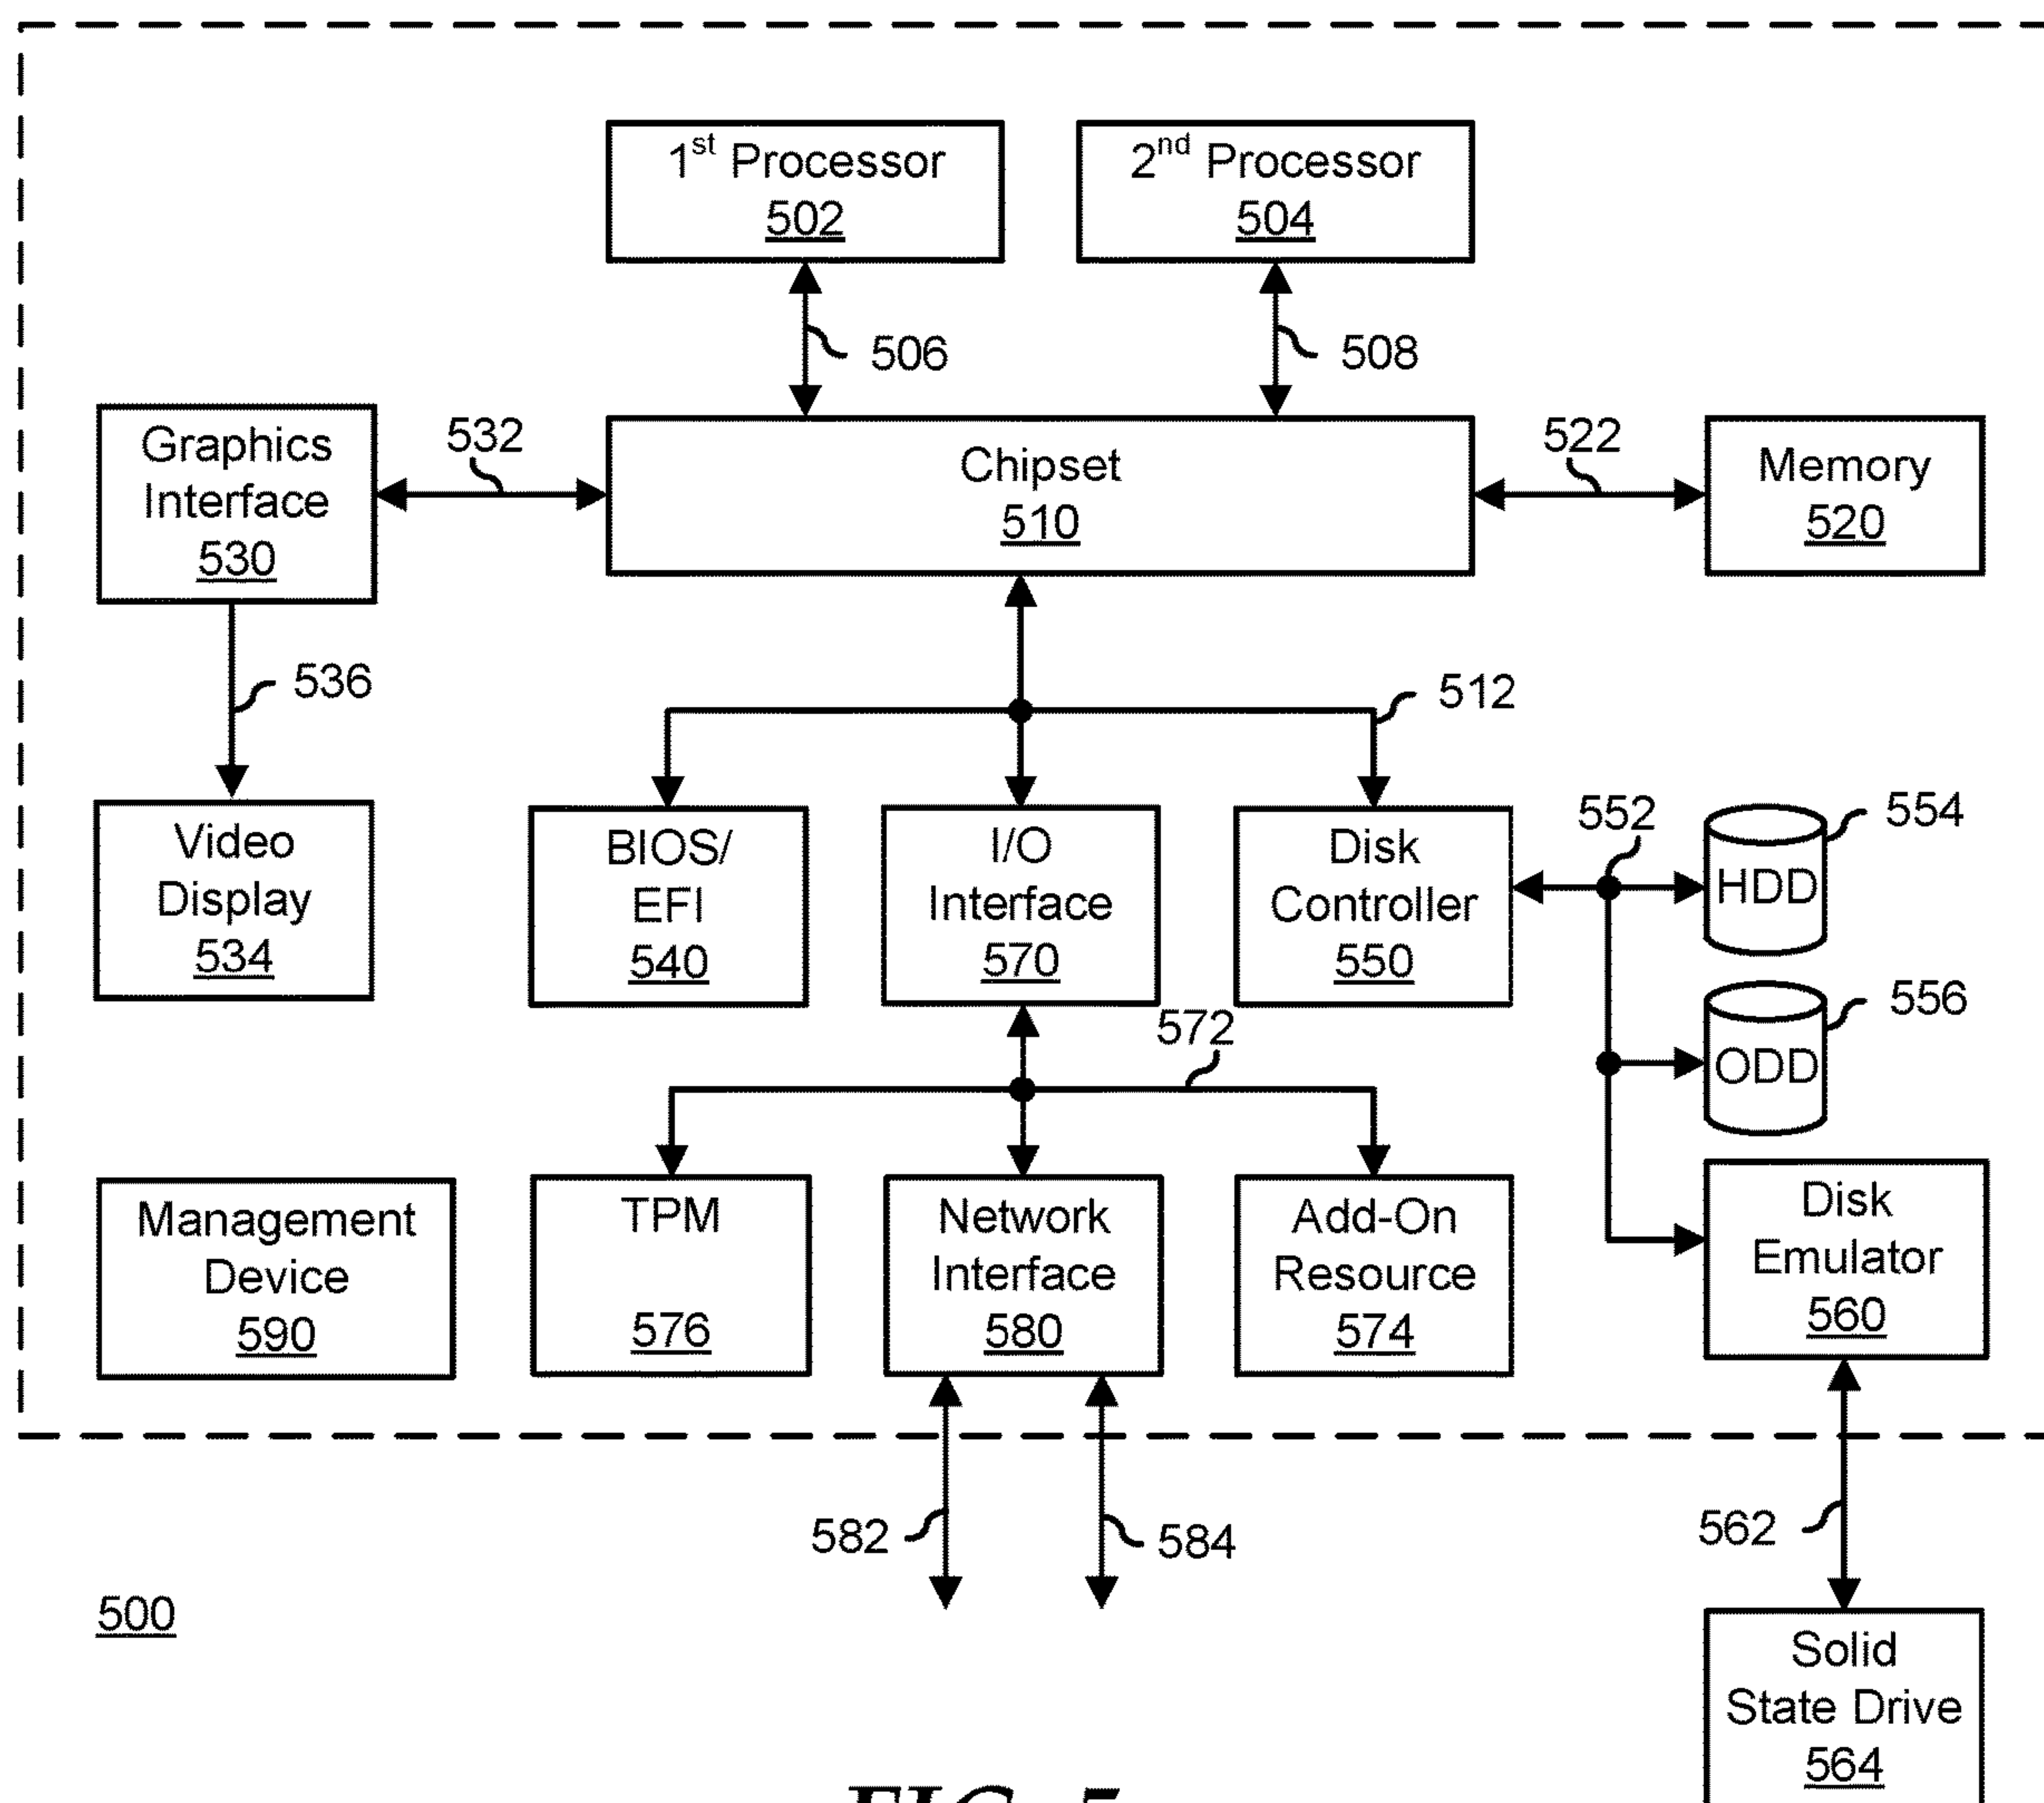 1st Processor
502
2nd Processor
504
506
508
Graphics
Interface
530
532
Chipset
510
522
Memory
520
536
512
Video
Display
534
BIOS/
EFI
540
I/O
Interface
570
Disk
Controller
550
552
HDD
554
ODD
556
572
Management
Device
590
TPM
576
Network
Interface
580
Add-On
Resource
574
Disk
Emulator
560
582
584
562
500
Solid
State Drive
564
FIG. 5